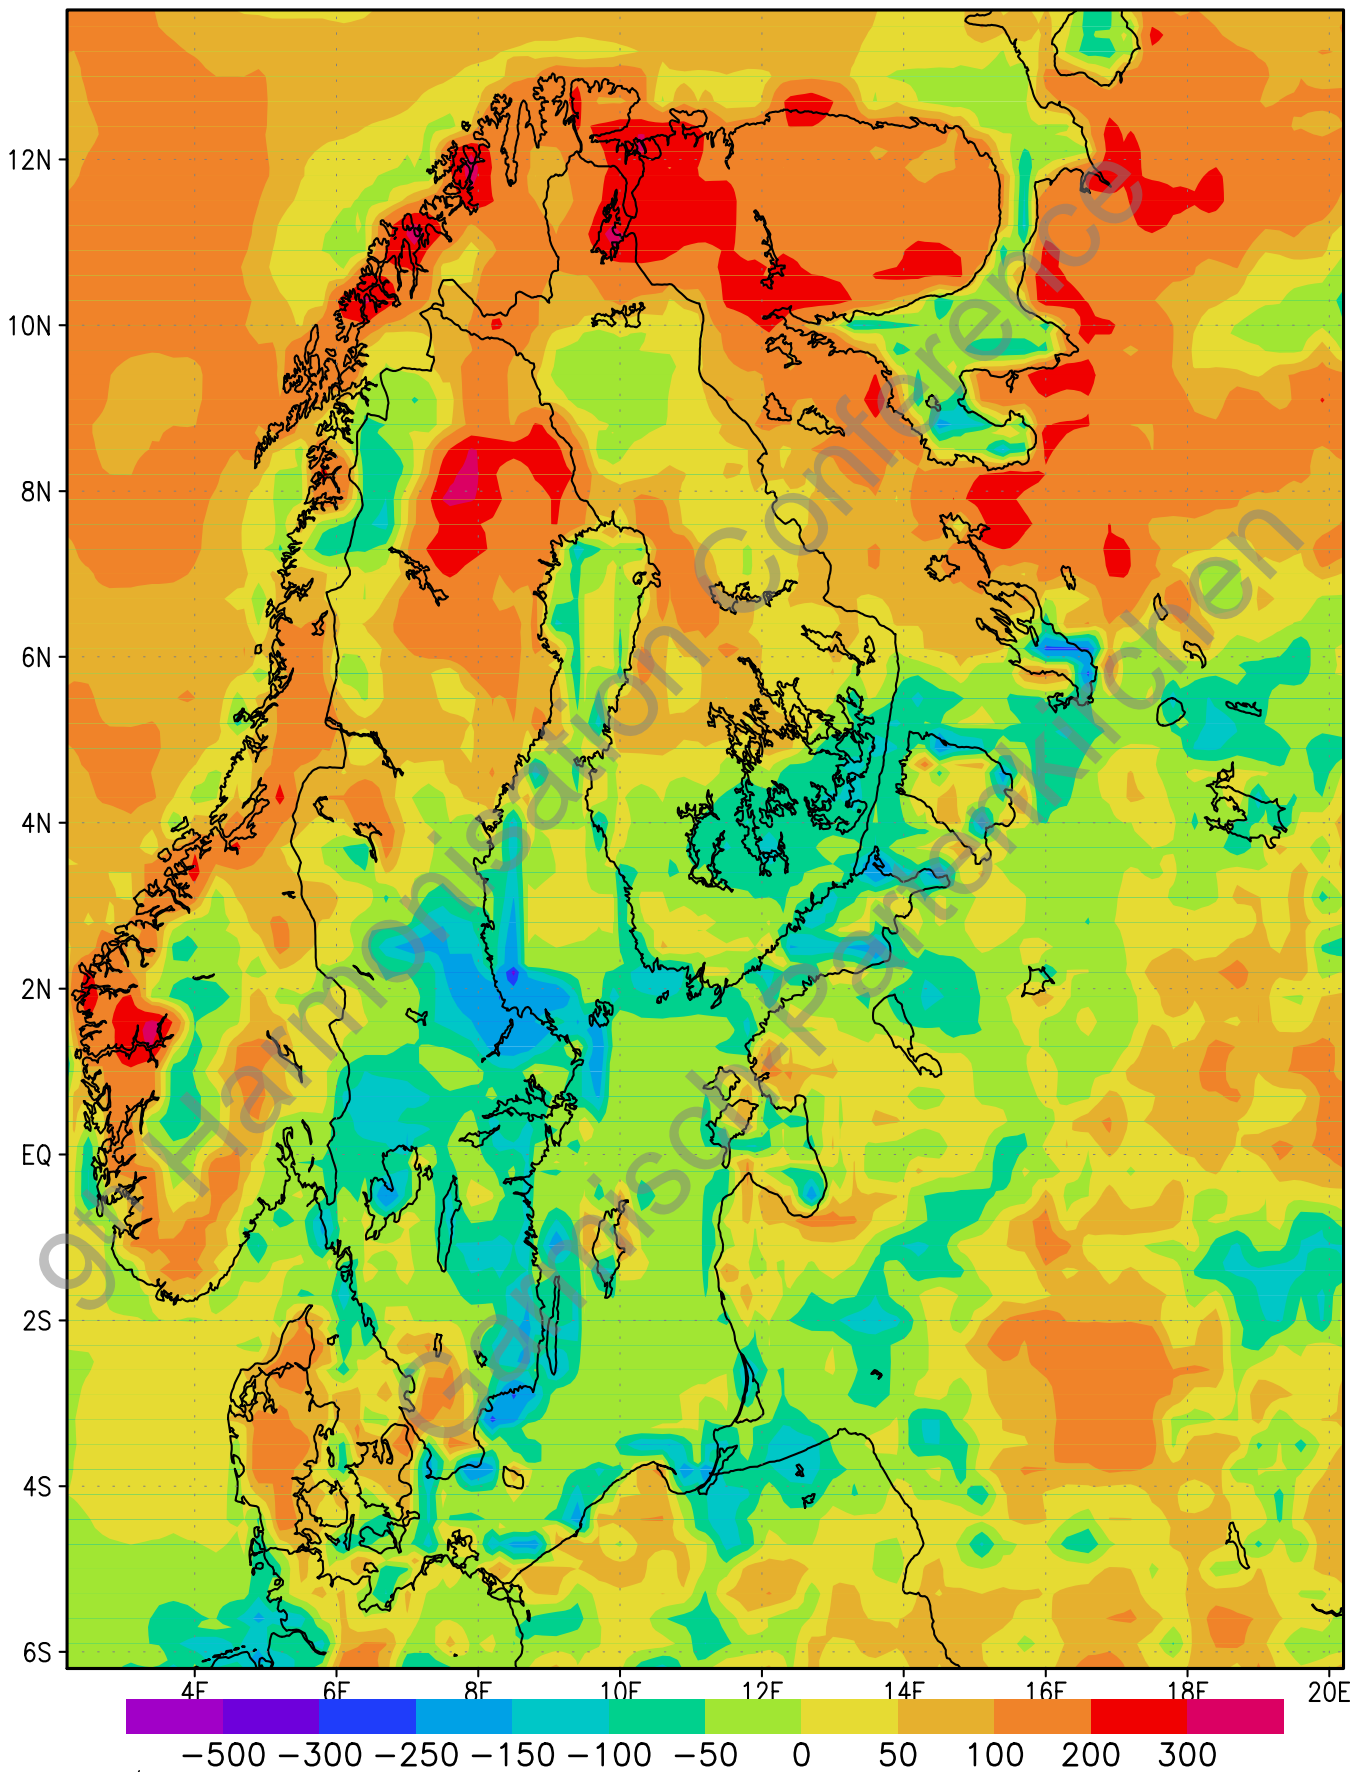 12N
10N
8N
6N
4N
2N
EQ
2S
4S
6S
4E 6E 8E 10E 12E 14E 16E 18E 20E
−500 −300 −250 −150 −100 −50 0 50 100 200 300
9th Harmonisation Conference
Garmisch-Partenkirchen